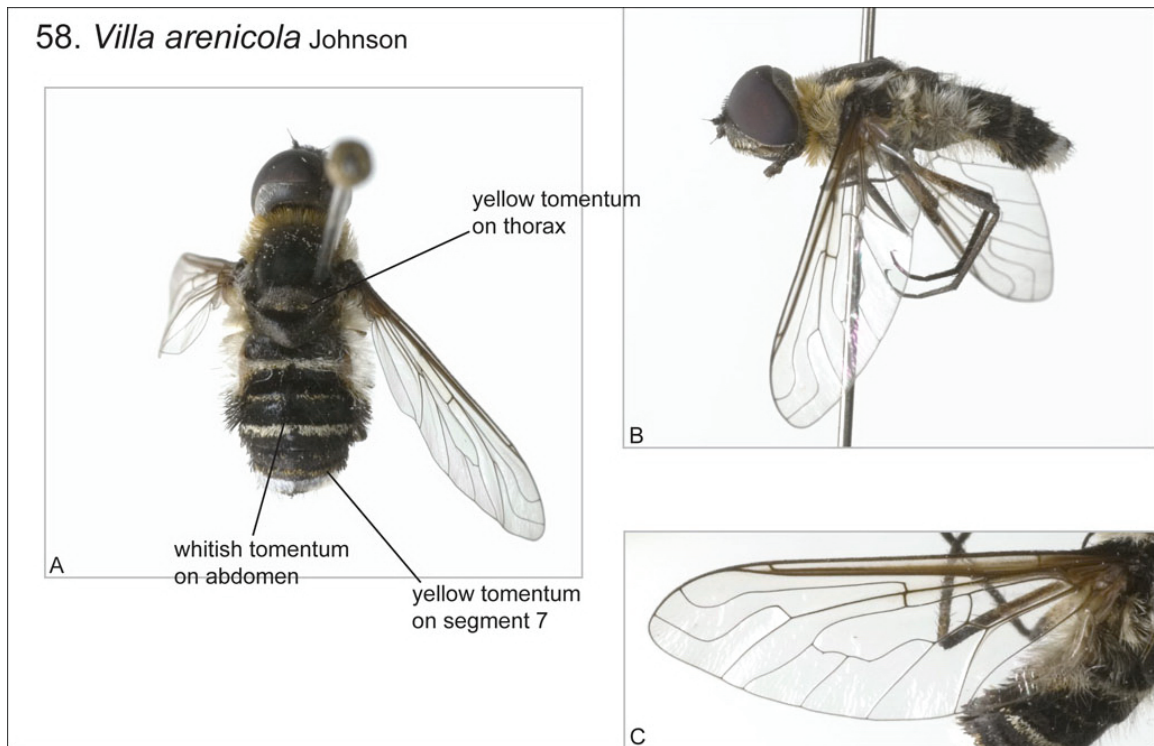 58. Villa arenicola Johnson
yellow tomentum
on thorax
whitish tomentum
on abdomen
yellow tomentum
on segment 7
A
B
C